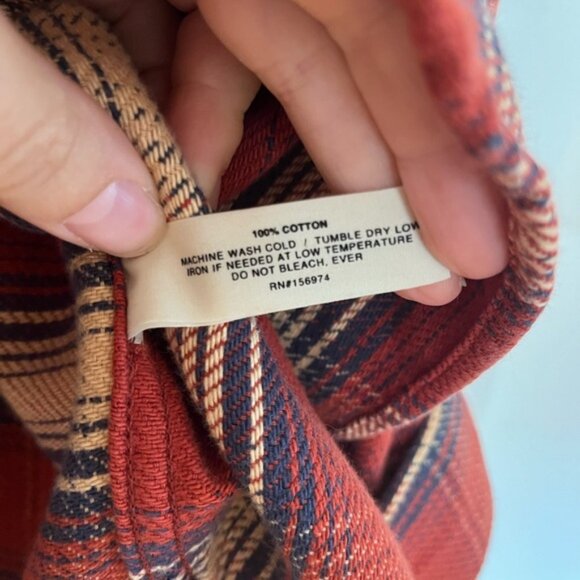 100% COTTON
MACHINE WASH COLD / TUMBLE DRY LOW
IRON IF NEEDED AT LOW TEMPERATURE
DO NOT BLEACH, EVER
RN#156974